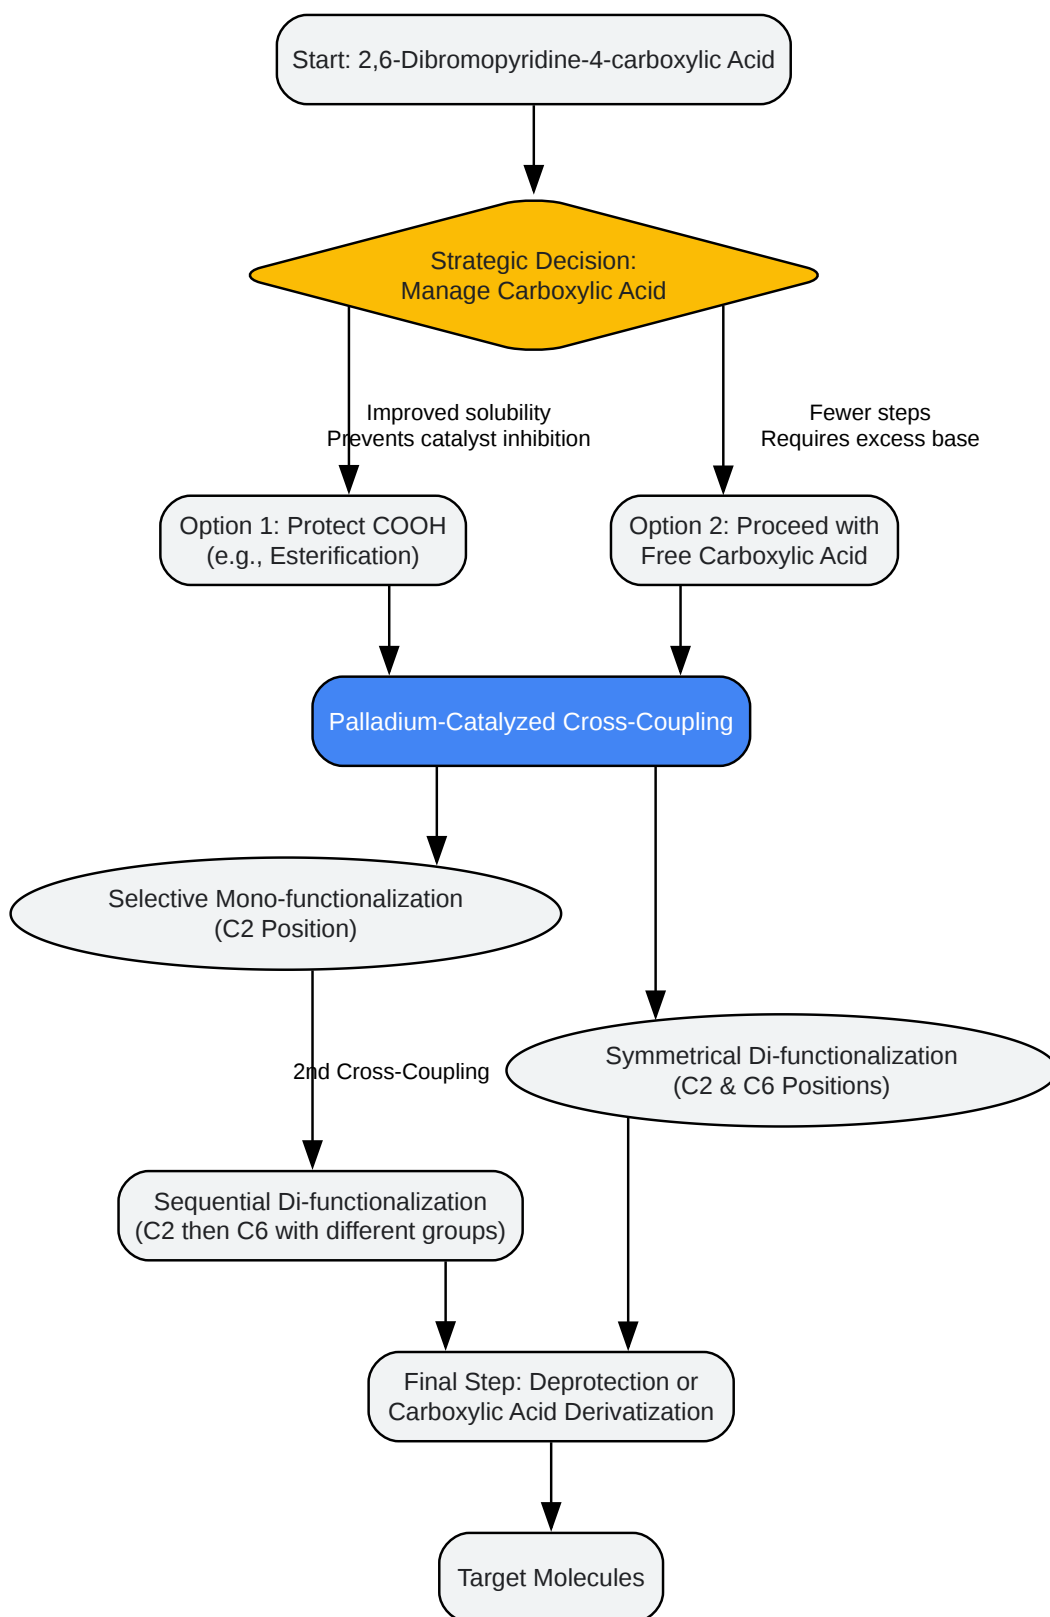 Start: 2,6-Dibromopyridine-4-carboxylic Acid
Strategic Decision:
Manage Carboxylic Acid
Improved solubility
Prevents catalyst inhibition
Fewer steps
Requires excess base
Option 1: Protect COOH
(e.g., Esterification)
Option 2: Proceed with
Free Carboxylic Acid
Palladium-Catalyzed Cross-Coupling
Selective Mono-functionalization
(C2 Position)
2nd Cross-Coupling
Symmetrical Di-functionalization
(C2 & C6 Positions)
Sequential Di-functionalization
(C2 then C6 with different groups)
Final Step: Deprotection or
Carboxylic Acid Derivatization
Target Molecules